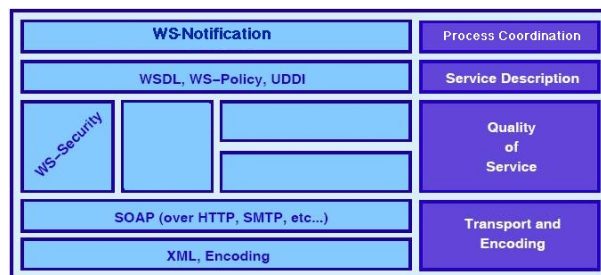 WS-Notification
Process Coordination
WSDL, WS-Policy, UDDI
Service Description
WS-Security
Quality
of
Service
SOAP (over HTTP, SMTP, etc...)
XML, Encoding
Transport and
Encoding